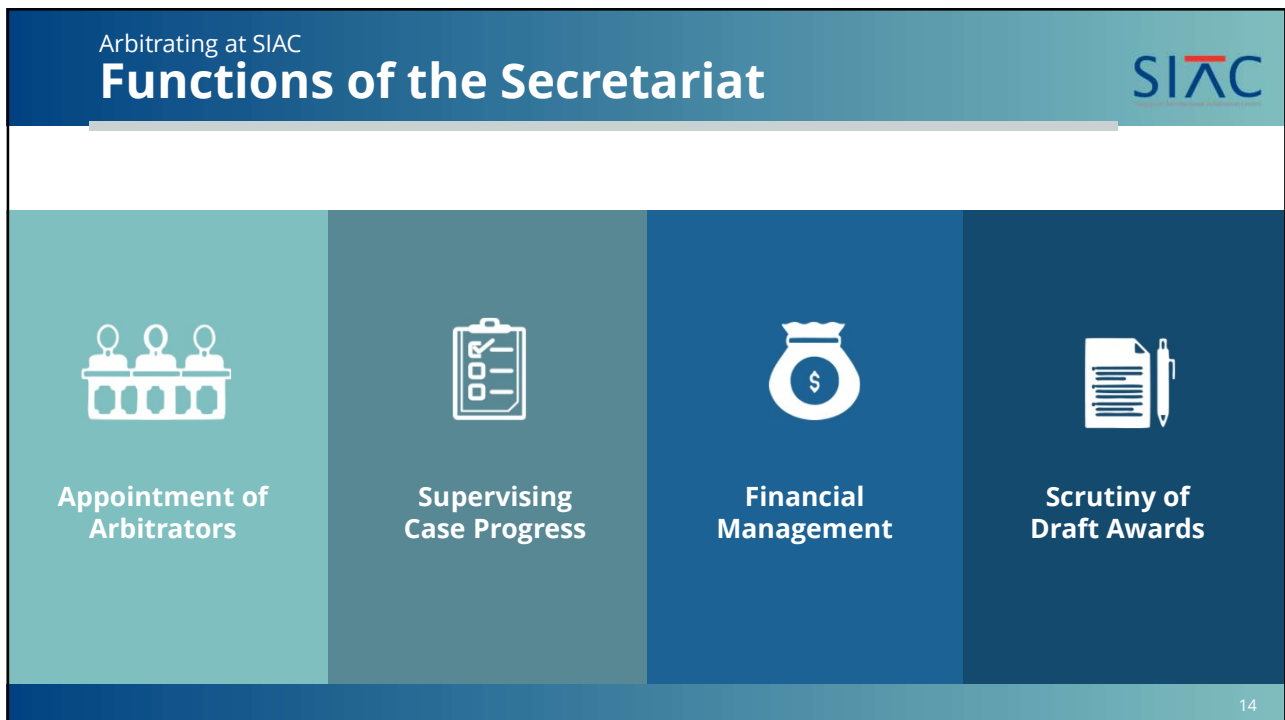 Arbitrating at SIAC
Functions of the Secretariat
SIAC
Appointment of
Arbitrators
Supervising
Case Progress
$
Financial
Management
Scrutiny of
Draft Awards
14